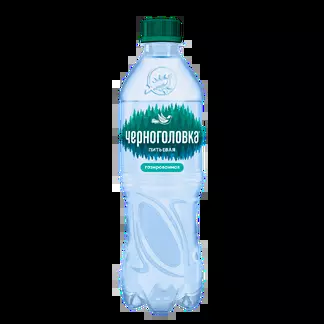 ЧЕРНОГОЛОВКА
ПИТЬЕВАЯ
газированная